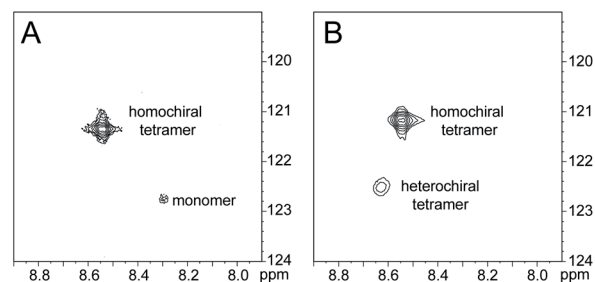 A
homochiral
tetramer
monomer
120
121
122
123
124
8.8 8.6 8.4 8.2 8.0 ppm
B
homochiral
tetramer
heterochiral
tetramer
120
121
122
123
124
8.8 8.6 8.4 8.2 8.0 ppm